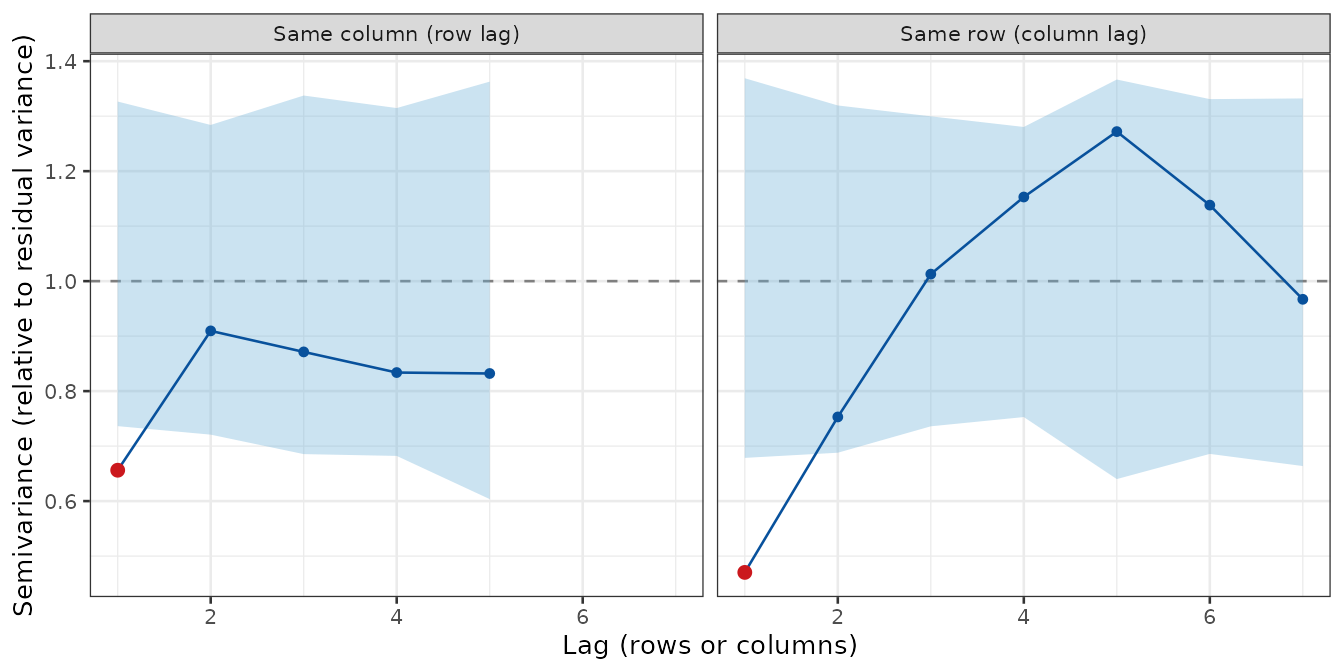 Same column (row lag)
Same row (column lag)
Semivariance (relative to residual variance)
1.4
1.2
1.0
0.8
0.6
2
4
6
2
4
6
Lag (rows or columns)